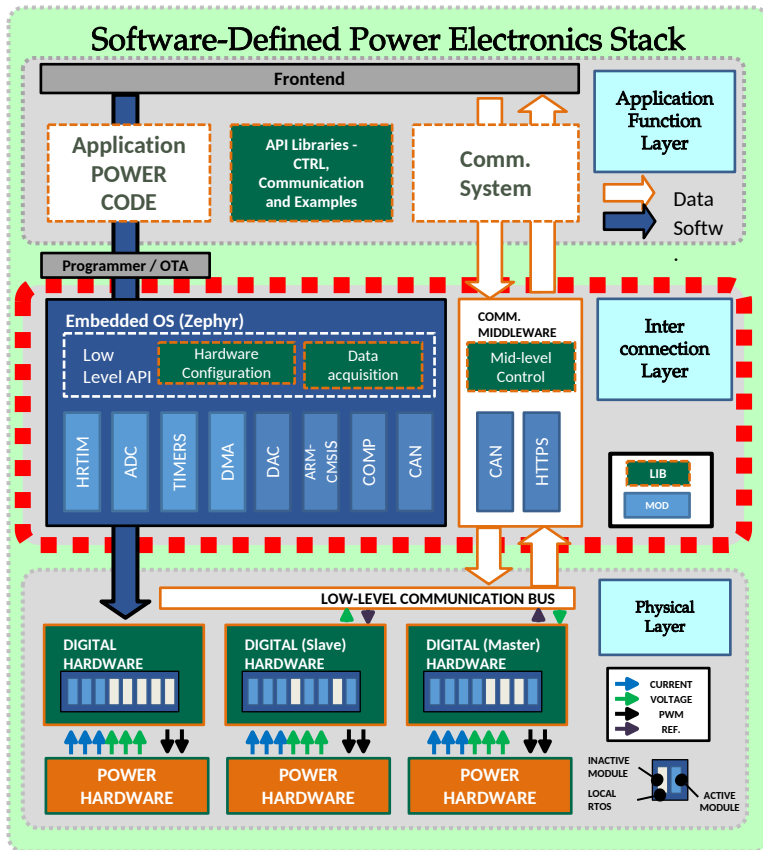 Software-Defined Power Electronics Stack
Frontend
Application
POWER
CODE
API Libraries -
CTRL,
Communication
and Examples
Comm.
System
Application
Function
Layer
Data
Softw
.
Programmer / OTA
Embedded OS (Zephyr)
Low
Level API
Hardware
Configuration
Data
acquisition
HRTIM
ADC
TIMERS
DMA
DAC
ARM-
CMSIS
COMP
CAN
COMM.
MIDDLEWARE
Mid-level
Control
CAN
HTTPS
Inter
connection
Layer
LIB
MOD
LOW-LEVEL COMMUNICATION BUS
DIGITAL
HARDWARE
DIGITAL (Slave)
HARDWARE
DIGITAL (Master)
HARDWARE
Physical
Layer
CURRENT
VOLTAGE
PWM
REF.
POWER
HARDWARE
POWER
HARDWARE
POWER
HARDWARE
INACTIVE
MODULE
LOCAL
RTOS
ACTIVE
MODULE